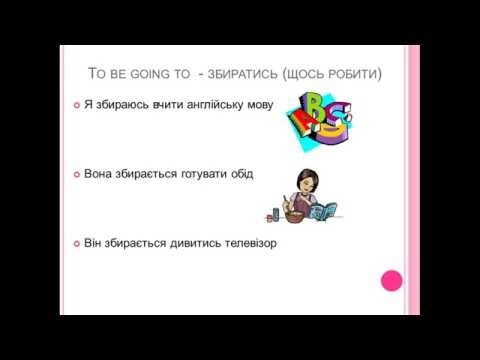 TO BE GOING TO - ЗБИРАТИСЬ (ЩОСЬ РОБИТИ)
Я збираюсь вчити англійську мову
ABC
Вона збирається готувати обід
Він збирається дивитись телевізор